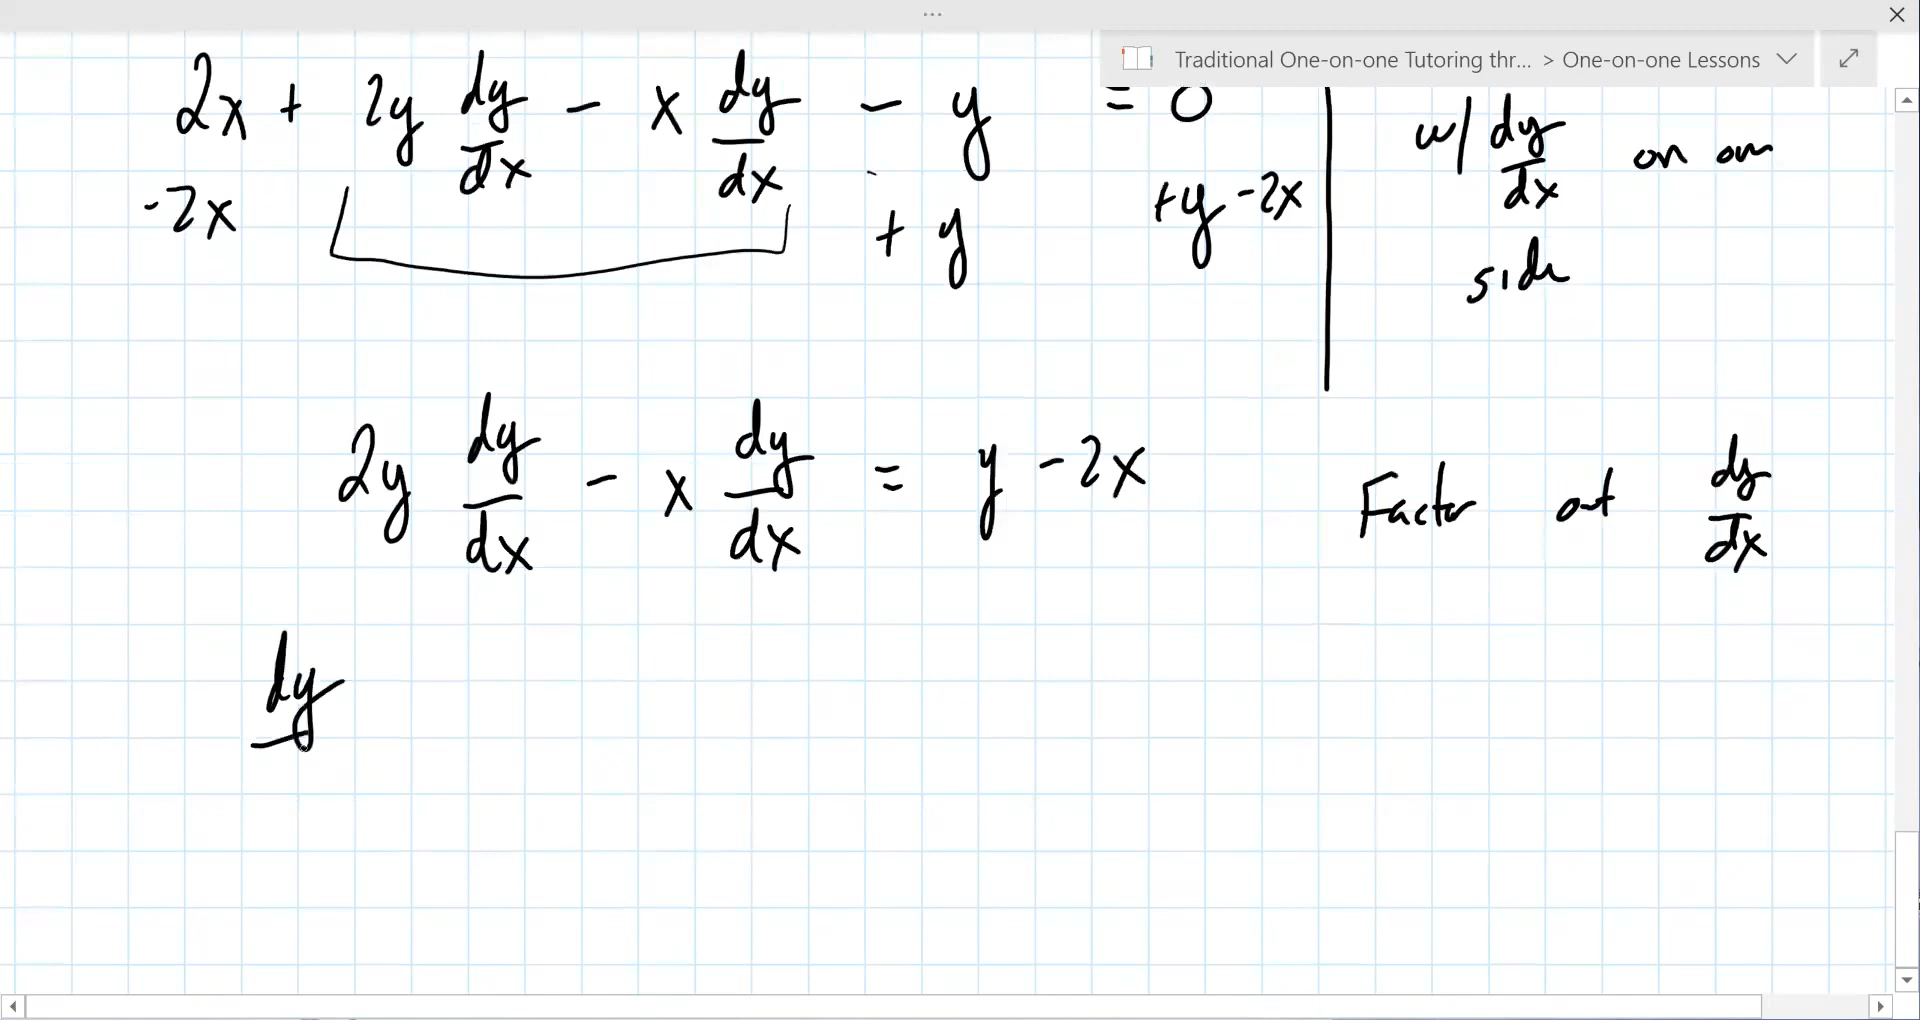 Traditional One-on-one Tutoring thr... > One-on-one Lessons
2x + 2y dy/dx - x dy/dx - y = 0
-2x + y +y -2x
w/ dy/dx on one
side
2y dy/dx - x dy/dx = y - 2x
Factor out dy/dx
dy